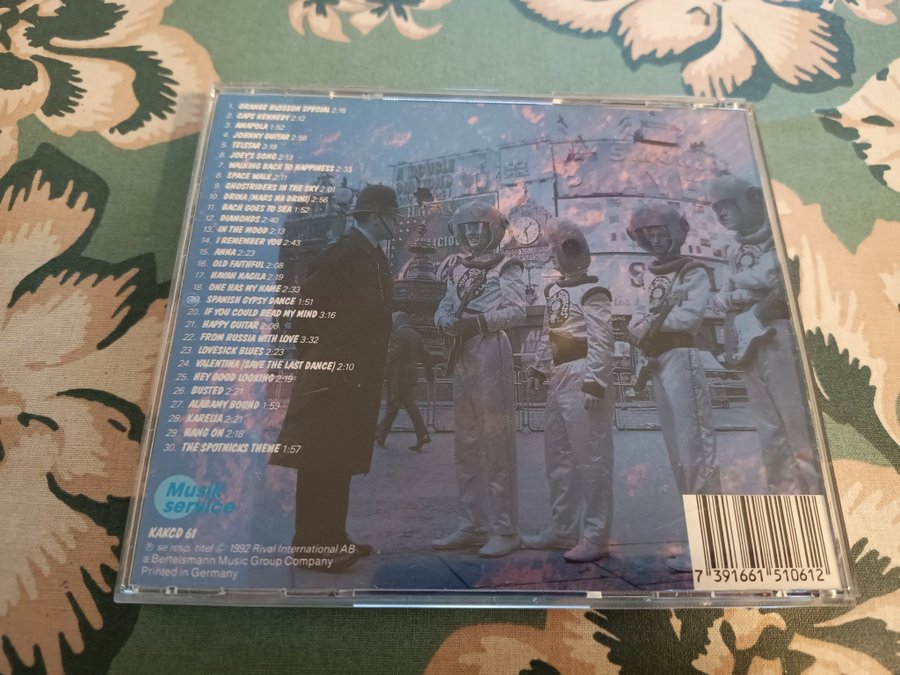 1. ORANGE BLOSSON SPECIAL 2:16
2. CAPE KENNEDY 2:12
3. AMAPOLA 1:52
4. JOHNNY GUITAR 2:56
5. TELSTAR 3:18
6. JOEY'S SONG 2:13
7. WALKING BACK TO HAPPINESS 2:33
8. SPACE WALK 2:11
9. GHOSTRIDERS IN THE SKY 2:01
10. DRINA (MARS NA DRINI) 2:56
11. BACH GOES TO SEA 1:52
12. DIAMONDS 2:40
13. IN THE MOOD 2:13
14. I REMEMBER YOU 2:43
15. ANNA 2:23
16. OLD FAITHFUL 2:08
17. HAVAN NAGILA 2:19
18. ONE HAS MY NAME 2:33
SPANISH GYPSY DANCE 1:51
20. IF YOU COULD READ MY MIND 3:16
21. HAPPY GUITAR 2:06
22. FROM RUSSIA WITH LOVE 3:32
23. LOVESICK BLUES 2:23
24. VALENTINA (SAVE THE LAST DANCE) 2:10
25. HEY GOOD LOOKING 2:19
26. BUSTED 2:21
27. ALABAMY BOUND 1:59
28. KARELIA 2:21
29. HANG ON 2:18
30. THE SPOTNICKS THEME 1:57
A DOUBLE
LICIOU
Musik
service
KAKCD 61
℗ se resp. titel © 1992 Rival International AB
a Bertelsmann Music Group Company
Printed in Germany
7 391661 510612